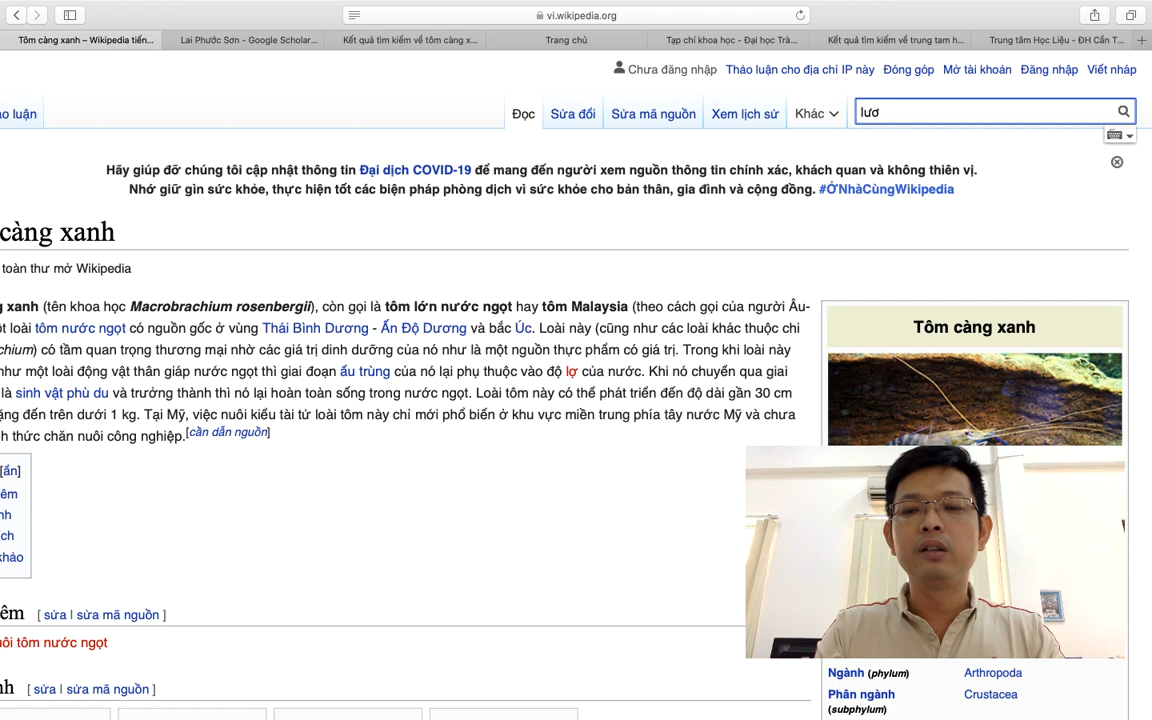 vi.wikipedia.org
Tôm càng xanh – Wikipedia tiến...
Lai Phước Sơn - Google Scholar...
Kết quả tìm kiếm về tôm càng x...
Trang chủ
Tạp chí khoa học - Đại học Trà...
Kết quả tìm kiếm về trung tam h...
Trung tâm Học Liệu - ĐH Cần T...
Chưa đăng nhập Thảo luận cho địa chỉ IP này Đóng góp Mở tài khoản Đăng nhập Viết nháp
ảo luận Đọc Sửa đổi Sửa mã nguồn Xem lịch sử Khác lươ
Hãy giúp đỡ chúng tôi cập nhật thông tin Đại dịch COVID-19 để mang đến người xem nguồn thông tin chính xác, khách quan và không thiên vị.
Nhớ giữ gìn sức khỏe, thực hiện tốt các biện pháp phòng dịch vì sức khỏe cho bản thân, gia đình và cộng đồng. #ỞNhàCùngWikipedia
càng xanh
toàn thư mở Wikipedia
g xanh (tên khoa học Macrobrachium rosenbergii), còn gọi là tôm lớn nước ngọt hay tôm Malaysia (theo cách gọi của người Âu-
ột loài tôm nước ngọt có nguồn gốc ở vùng Thái Bình Dương - Ấn Độ Dương và bắc Úc. Loài này (cũng như các loài khác thuộc chi
chium) có tầm quan trọng thương mại nhờ các giá trị dinh dưỡng của nó như là một nguồn thực phẩm có giá trị. Trong khi loài này
như một loài động vật thân giáp nước ngọt thì giai đoạn ấu trùng của nó lại phụ thuộc vào độ lợ của nước. Khi nó chuyển qua giai
là sinh vật phù du và trưởng thành thì nó lại hoàn toàn sống trong nước ngọt. Loài tôm này có thể phát triển đến độ dài gần 30 cm
ặng đến trên dưới 1 kg. Tại Mỹ, việc nuôi kiểu tài tử loài tôm này chỉ mới phổ biến ở khu vực miền trung phía tây nước Mỹ và chưa
h thức chăn nuôi công nghiệp.[cần dẫn nguồn]
Tôm càng xanh
[ẩn]
êm
nh
ích
khảo
êm [ sửa | sửa mã nguồn ]
uôi tôm nước ngọt
nh [ sửa | sửa mã nguồn ]
Ngành (phylum) Arthropoda
Phân ngành Crustacea
(subphylum)